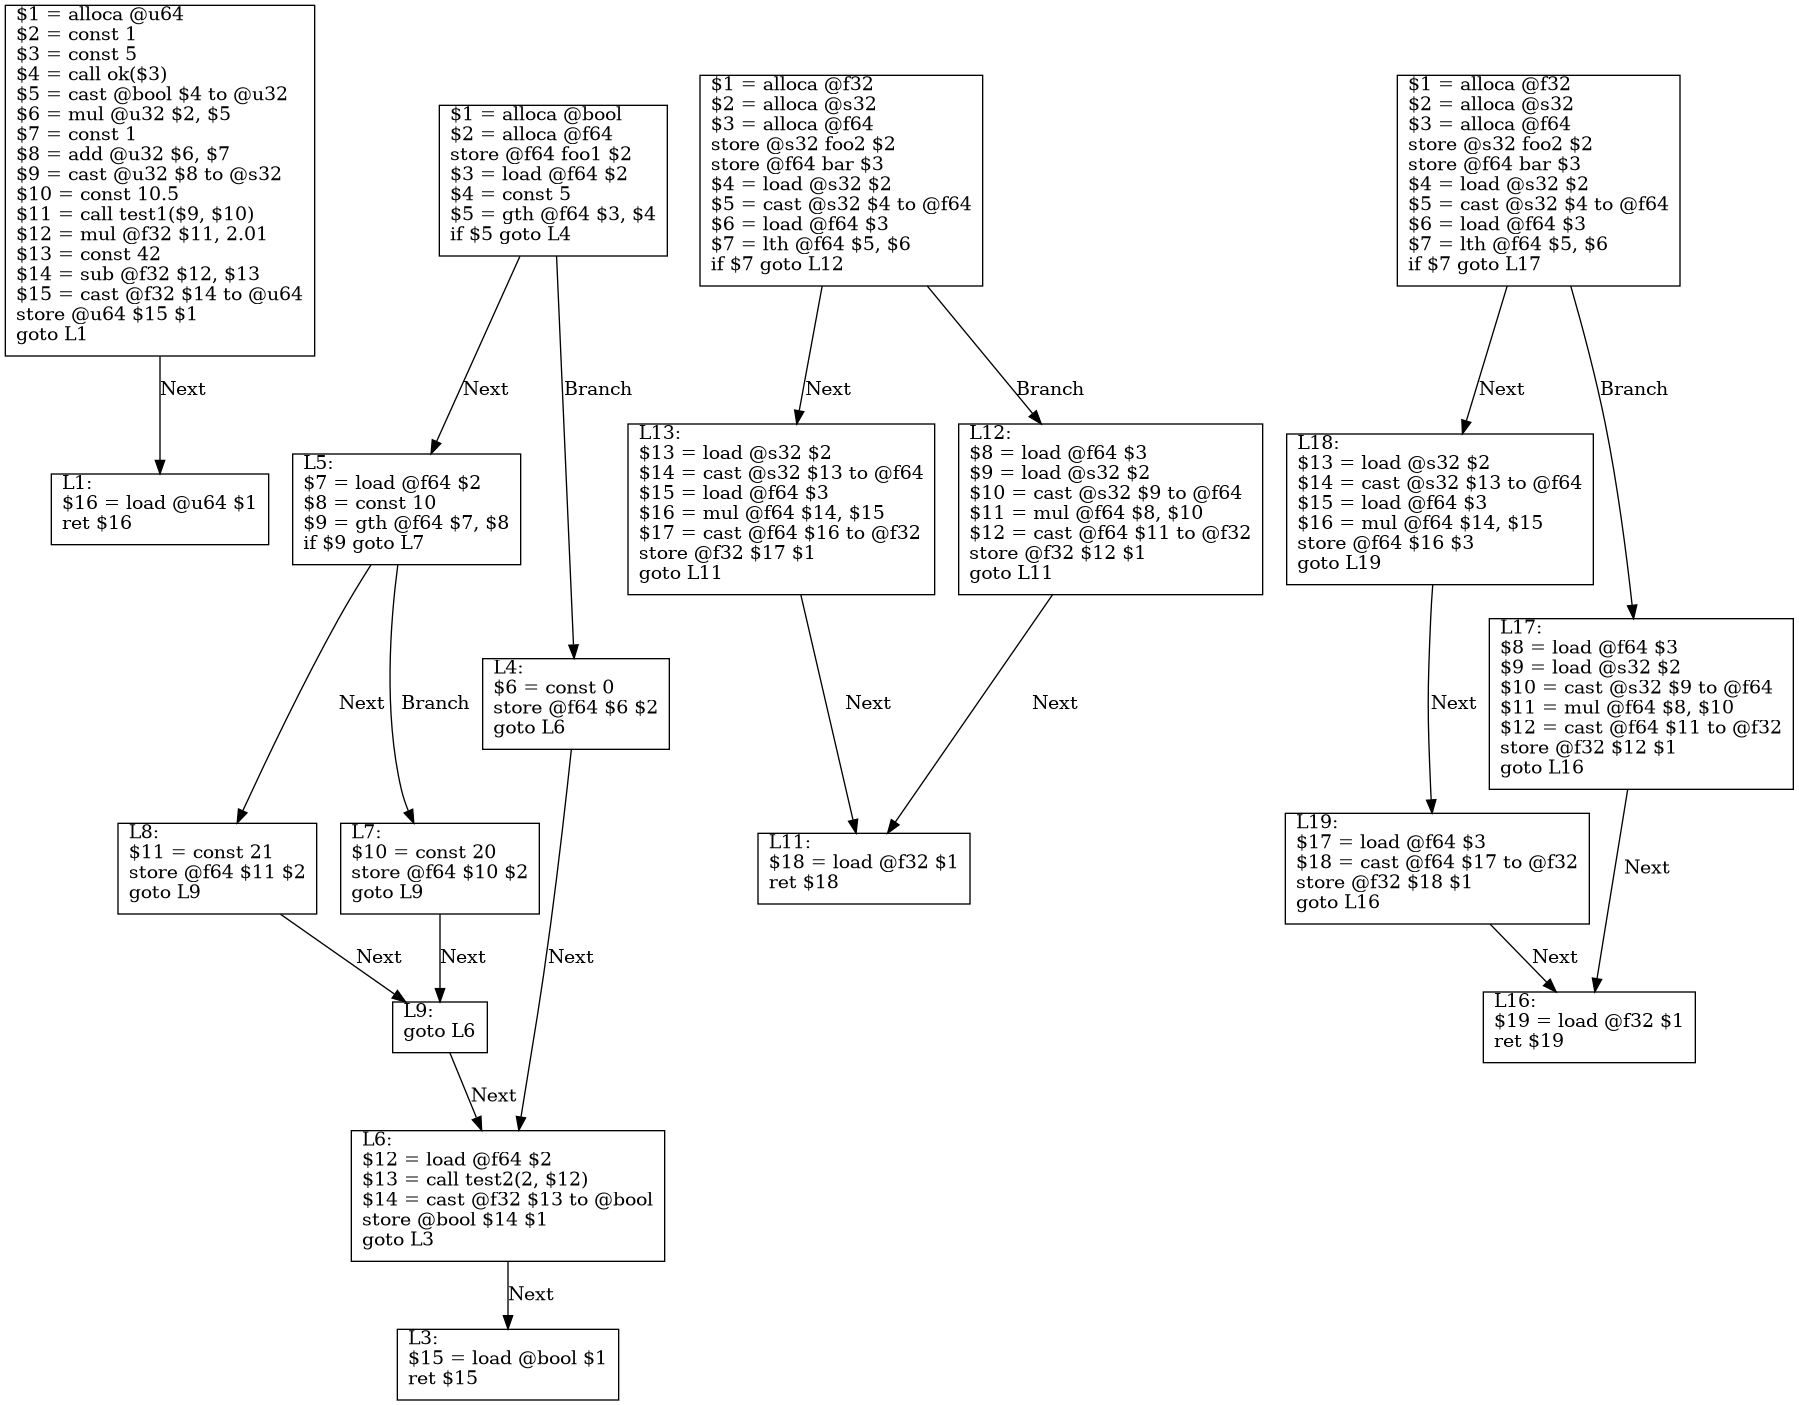 $1 = alloca @u64
$2 = const 1
$3 = const 5
$4 = call ok($3)
$5 = cast @bool $4 to @u32
$6 = mul @u32 $2, $5
$7 = const 1
$8 = add @u32 $6, $7
$9 = cast @u32 $8 to @s32
$10 = const 10.5
$11 = call test1($9, $10)
$12 = mul @f32 $11, 2.01
$13 = const 42
$14 = sub @f32 $12, $13
$15 = cast @f32 $14 to @u64
store @u64 $15 $1
goto L1
Next
L1:
$16 = load @u64 $1
ret $16
$1 = alloca @bool
$2 = alloca @f64
store @f64 foo1 $2
$3 = load @f64 $2
$4 = const 5
$5 = gth @f64 $3, $4
if $5 goto L4
Next
Branch
L5:
$7 = load @f64 $2
$8 = const 10
$9 = gth @f64 $7, $8
if $9 goto L7
Next
Branch
L4:
$6 = const 0
store @f64 $6 $2
goto L6
L8:
$11 = const 21
store @f64 $11 $2
goto L9
L7:
$10 = const 20
store @f64 $10 $2
goto L9
Next
Next
Next
L9:
goto L6
Next
L6:
$12 = load @f64 $2
$13 = call test2(2, $12)
$14 = cast @f32 $13 to @bool
store @bool $14 $1
goto L3
Next
L3:
$15 = load @bool $1
ret $15
$1 = alloca @f32
$2 = alloca @s32
$3 = alloca @f64
store @s32 foo2 $2
store @f64 bar $3
$4 = load @s32 $2
$5 = cast @s32 $4 to @f64
$6 = load @f64 $3
$7 = lth @f64 $5, $6
if $7 goto L12
Next
Branch
L13:
$13 = load @s32 $2
$14 = cast @s32 $13 to @f64
$15 = load @f64 $3
$16 = mul @f64 $14, $15
$17 = cast @f64 $16 to @f32
store @f32 $17 $1
goto L11
L12:
$8 = load @f64 $3
$9 = load @s32 $2
$10 = cast @s32 $9 to @f64
$11 = mul @f64 $8, $10
$12 = cast @f64 $11 to @f32
store @f32 $12 $1
goto L11
Next
Next
L11:
$18 = load @f32 $1
ret $18
$1 = alloca @f32
$2 = alloca @s32
$3 = alloca @f64
store @s32 foo2 $2
store @f64 bar $3
$4 = load @s32 $2
$5 = cast @s32 $4 to @f64
$6 = load @f64 $3
$7 = lth @f64 $5, $6
if $7 goto L17
Next
Branch
L18:
$13 = load @s32 $2
$14 = cast @s32 $13 to @f64
$15 = load @f64 $3
$16 = mul @f64 $14, $15
store @f64 $16 $3
goto L19
Next
L17:
$8 = load @f64 $3
$9 = load @s32 $2
$10 = cast @s32 $9 to @f64
$11 = mul @f64 $8, $10
$12 = cast @f64 $11 to @f32
store @f32 $12 $1
goto L16
L19:
$17 = load @f64 $3
$18 = cast @f64 $17 to @f32
store @f32 $18 $1
goto L16
Next
Next
L16:
$19 = load @f32 $1
ret $19